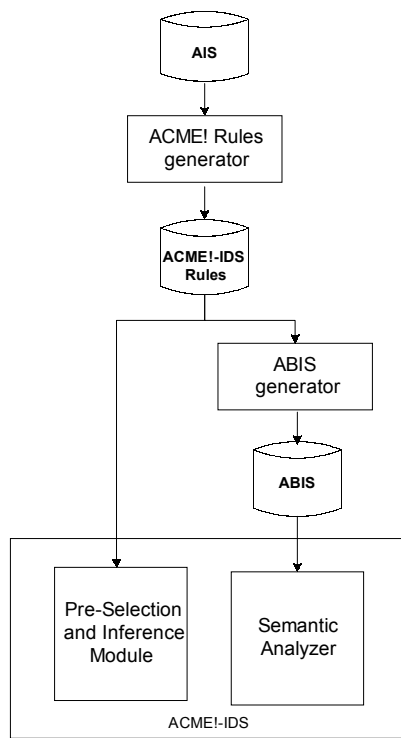 AIS
ACME! Rules
generator
ACME!-IDS
Rules
ABIS
generator
ABIS
Pre-Selection
and Inference
Module
Semantic
Analyzer
ACME!-IDS